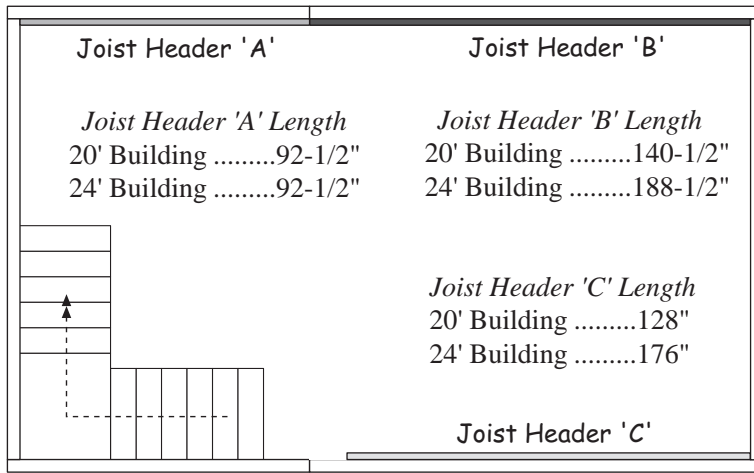 Joist Header 'A'
Joist Header 'B'
Joist Header 'A' Length
20' Building .........92-1/2"
24' Building .........92-1/2"
Joist Header 'B' Length
20' Building .........140-1/2"
24' Building .........188-1/2"
Joist Header 'C' Length
20' Building .........128"
24' Building .........176"
Joist Header 'C'